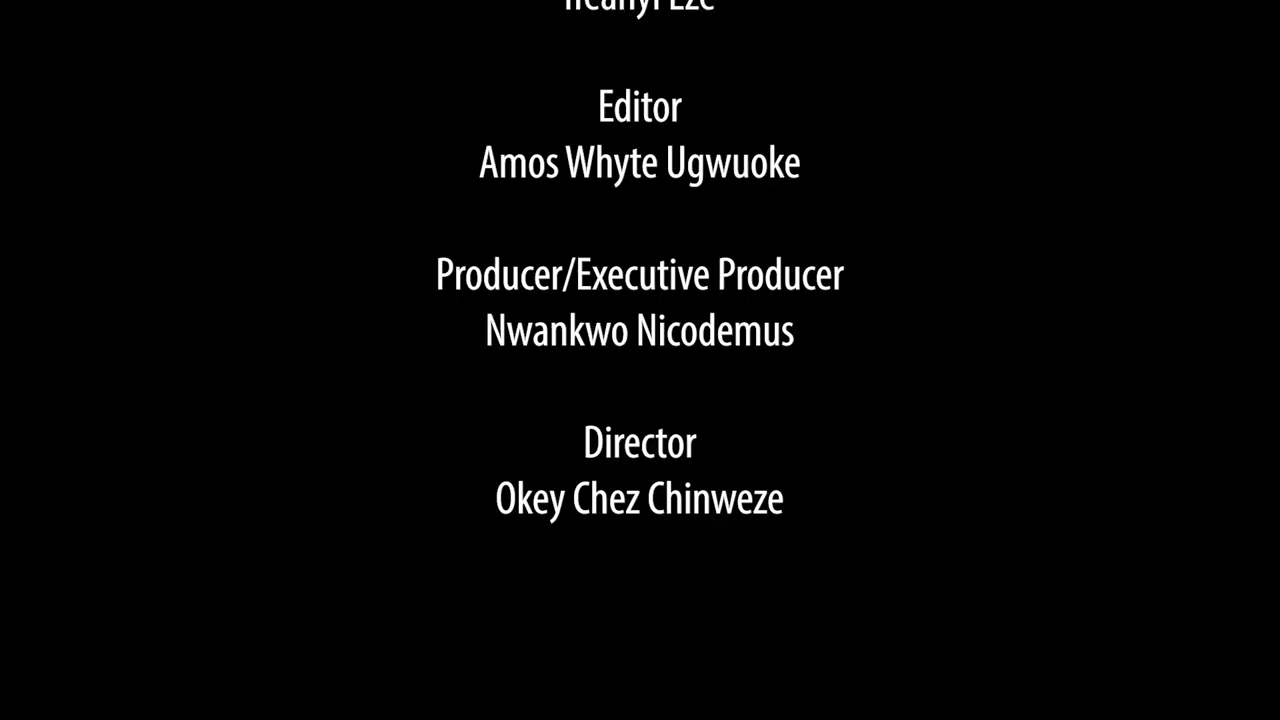 Editor
Amos Whyte Ugwuoke
Producer/Executive Producer
Nwankwo Nicodemus
Director
Okey Chez Chinweze